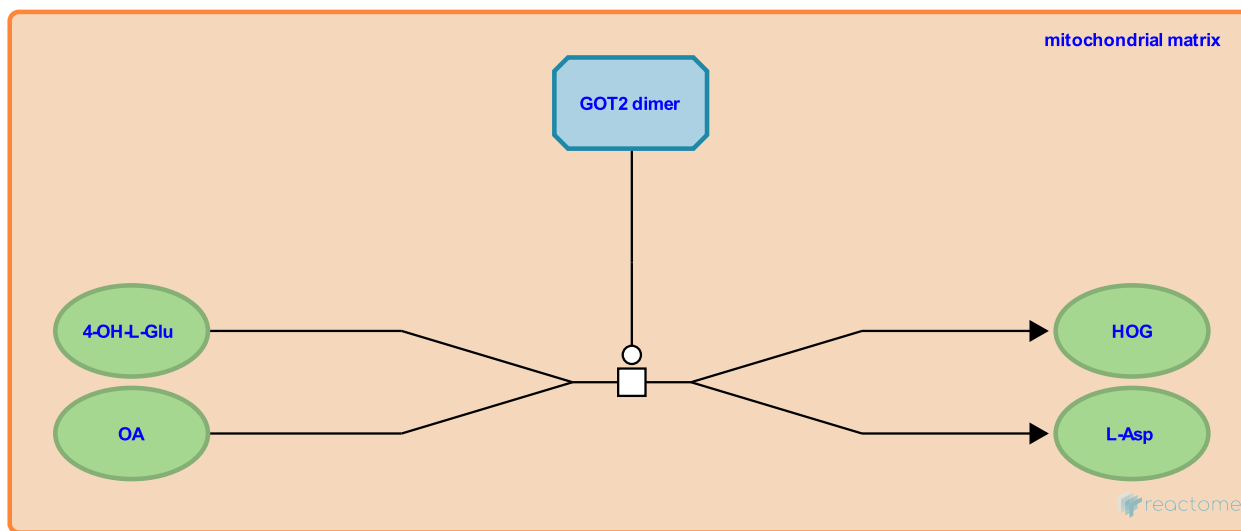 mitochondrial matrix
GOT2 dimer
4-OH-L-Glu
HOG
OA
L-Asp
reactome